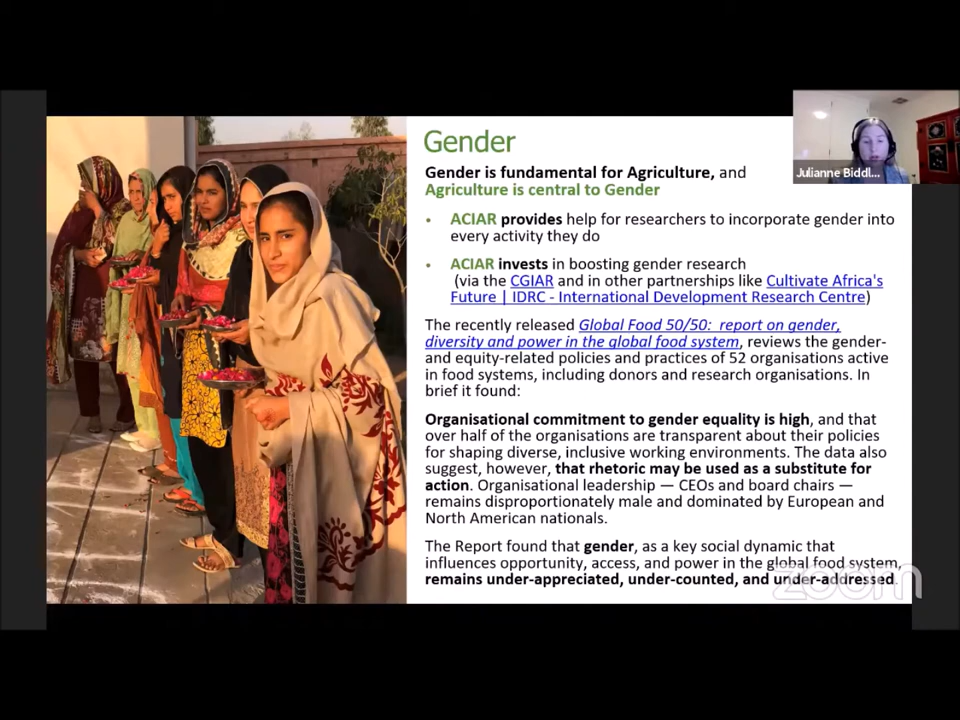 Gender
Gender is fundamental for Agriculture, and
Agriculture is central to Gender
• ACIAR provides help for researchers to incorporate gender into
every activity they do
• ACIAR invests in boosting gender research
(via the CGIAR and in other partnerships like Cultivate Africa's
Future | IDRC - International Development Research Centre)
The recently released Global Food 50/50: report on gender,
diversity and power in the global food system, reviews the gender-
and equity-related policies and practices of 52 organisations active
in food systems, including donors and research organisations. In
brief it found:
Organisational commitment to gender equality is high, and that
over half of the organisations are transparent about their policies
for shaping diverse, inclusive working environments. The data also
suggest, however, that rhetoric may be used as a substitute for
action. Organisational leadership — CEOs and board chairs —
remains disproportionately male and dominated by European and
North American nationals.
The Report found that gender, as a key social dynamic that
influences opportunity, access, and power in the global food system,
remains under-appreciated, under-counted, and under-addressed.
Julianne Biddl...
zoom